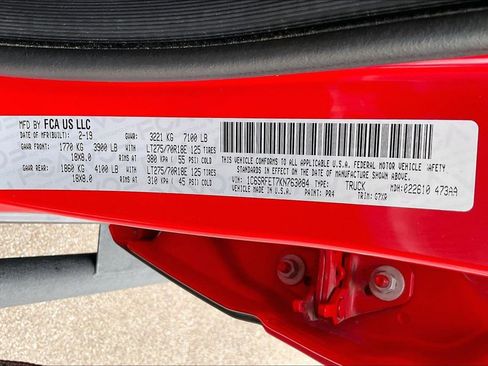 MFD BY FCA US LLC
DATE OF MFR(BUILT): 2-19 GVWR: 3221 KG 7100 LB
GAWR FRONT: 1770 KG 3900 LB WITH LT275/70R18E 125 TIRES
18X8.0 RIMS AT 380 KPA ( 55 PSI) COLD
GAWR REAR: 1860 KG 4100 LB WITH LT275/70R18E 125 TIRES
18X8.0 RIMS AT 310 KPA ( 45 PSI) COLD
THIS VEHICLE CONFORMS TO ALL APPLICABLE U.S.A. FEDERAL MOTOR VEHICLE SAFETY
STANDARDS IN EFFECT ON THE DATE OF MANUFACTURE SHOWN ABOVE.
VIN: 1C6SRFET7KN763084 TYPE: TRUCK MDH: 022610 473AA
VEHICLE MADE IN U.S.A. PAINT: PR4 TRIM: G7XR